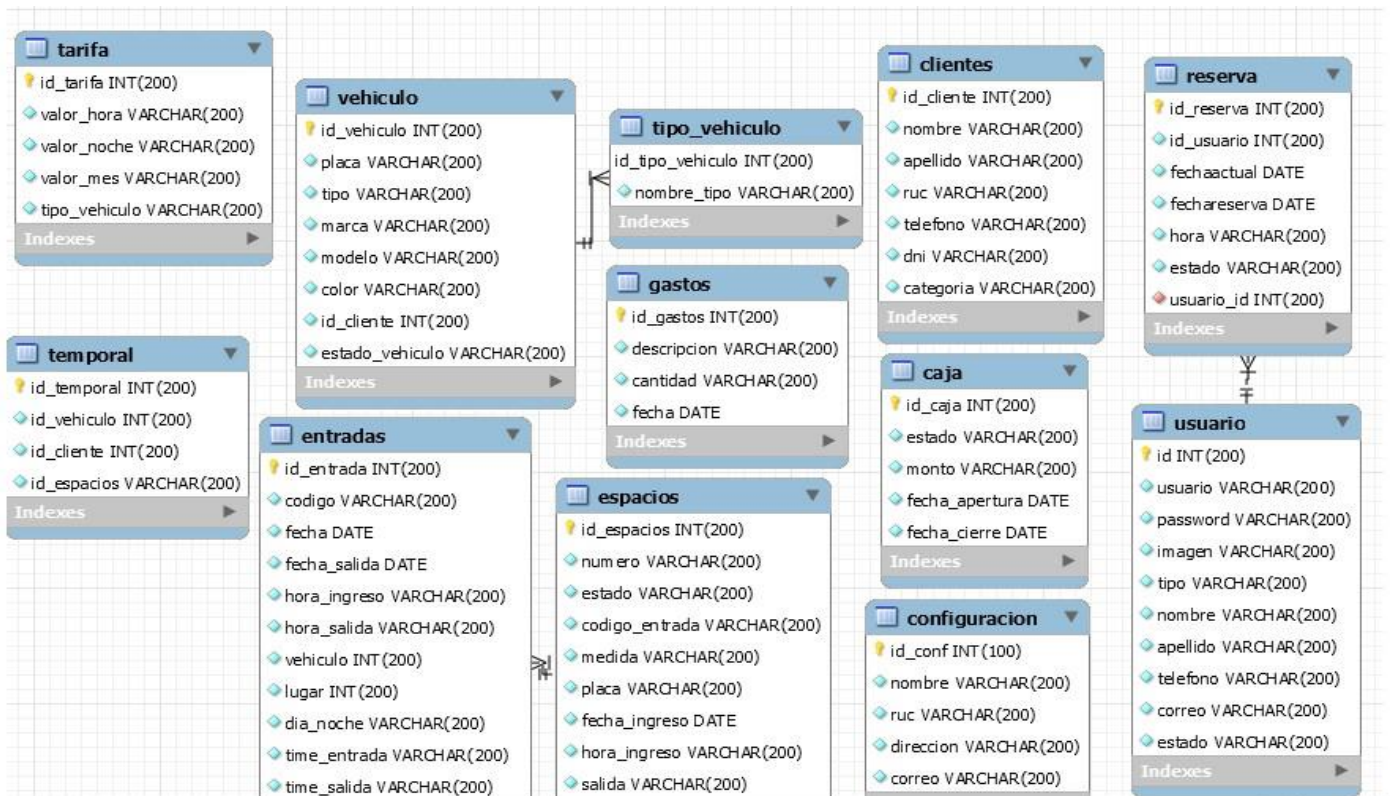 tarifa
id_tarifa INT(200)
valor_hora VARCHAR(200)
valor_noche VARCHAR(200)
valor_mes VARCHAR(200)
tipo_vehiculo VARCHAR(200)
Indexes
vehiculo
id_vehiculo INT(200)
placa VARCHAR(200)
tipo VARCHAR(200)
marca VARCHAR(200)
modelo VARCHAR(200)
color VARCHAR(200)
id_cliente INT(200)
estado_vehiculo VARCHAR(200)
Indexes
tipo_vehiculo
id_tipo_vehiculo INT(200)
nombre_tipo VARCHAR(200)
Indexes
clientes
id_cliente INT(200)
nombre VARCHAR(200)
apellido VARCHAR(200)
ruc VARCHAR(200)
telefono VARCHAR(200)
dni VARCHAR(200)
categoria VARCHAR(200)
Indexes
reserva
id_reserva INT(200)
id_usuario INT(200)
fechaactual DATE
fechareserva DATE
hora VARCHAR(200)
estado VARCHAR(200)
usuario_id INT(200)
Indexes
temporal
id_temporal INT(200)
id_vehiculo INT(200)
id_cliente INT(200)
id_espacios VARCHAR(200)
Indexes
entradas
id_entrada INT(200)
codigo VARCHAR(200)
fecha DATE
fecha_salida DATE
hora_ingreso VARCHAR(200)
hora_salida VARCHAR(200)
vehiculo INT(200)
lugar INT(200)
dia_noche VARCHAR(200)
time_entrada VARCHAR(200)
time_salida VARCHAR(200)
gastos
id_gastos INT(200)
descripcion VARCHAR(200)
cantidad VARCHAR(200)
fecha DATE
Indexes
espacios
id_espacios INT(200)
numero VARCHAR(200)
estado VARCHAR(200)
codigo_entrada VARCHAR(200)
medida VARCHAR(200)
placa VARCHAR(200)
fecha_ingreso DATE
hora_ingreso VARCHAR(200)
salida VARCHAR(200)
caja
id_caja INT(200)
estado VARCHAR(200)
monto VARCHAR(200)
fecha_apertura DATE
fecha_cierre DATE
Indexes
configuracion
id_conf INT(100)
nombre VARCHAR(200)
ruc VARCHAR(200)
direccion VARCHAR(200)
correo VARCHAR(200)
usuario
id INT(200)
usuario VARCHAR(200)
password VARCHAR(200)
imagen VARCHAR(200)
tipo VARCHAR(200)
nombre VARCHAR(200)
apellido VARCHAR(200)
telefono VARCHAR(200)
correo VARCHAR(200)
estado VARCHAR(200)
Indexes